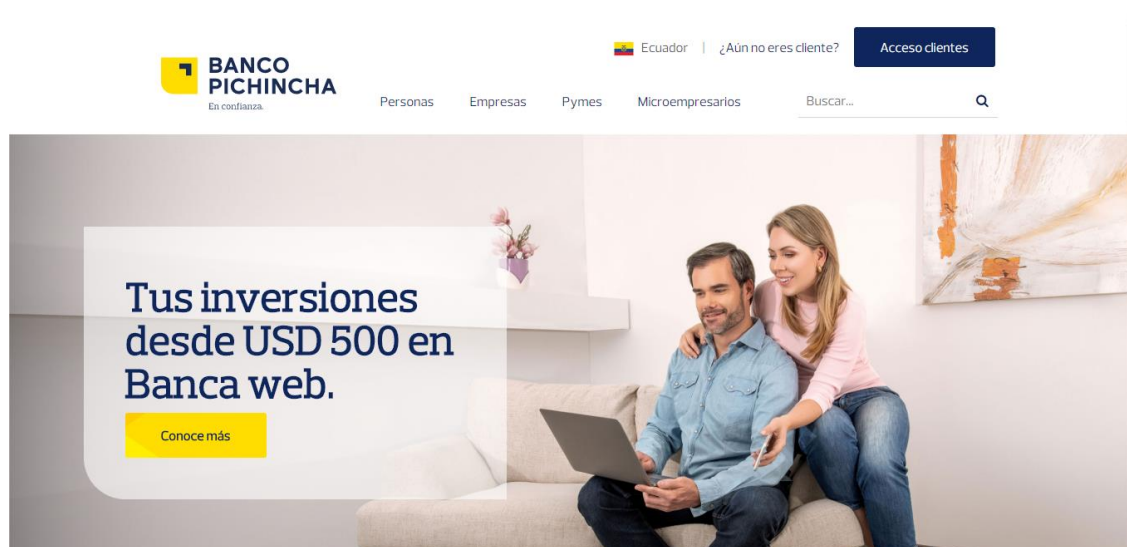 Ecuador | ¿Aún no eres cliente? Acceso clientes
BANCO
PICHINCHA
En confianza.
Personas Empresas Pymes Microempresarios Buscar...
Tus inversiones
desde USD 500 en
Banca web.
Conoce más